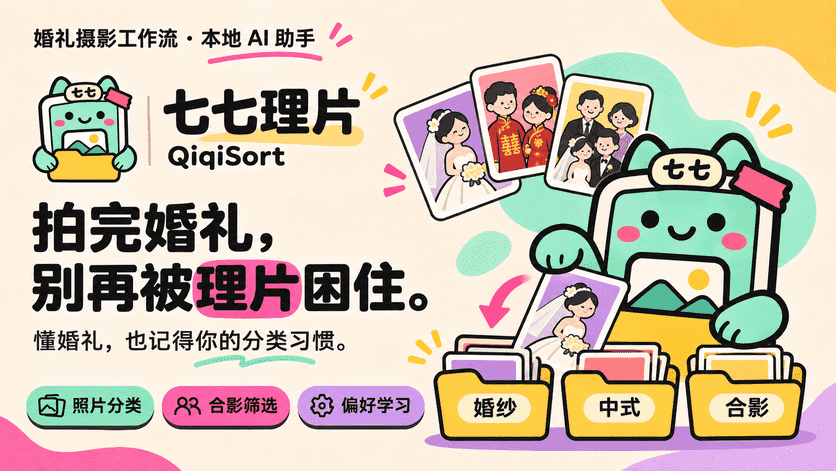 婚礼摄影工作流·本地 AI 助手
七七
七七理片
QiqiSort
拍完婚礼，
别再被理片困住。
懂婚礼，也记得你的分类习惯。
照片分类
合影筛选
偏好学习
囍
七七
婚纱
中式
合影